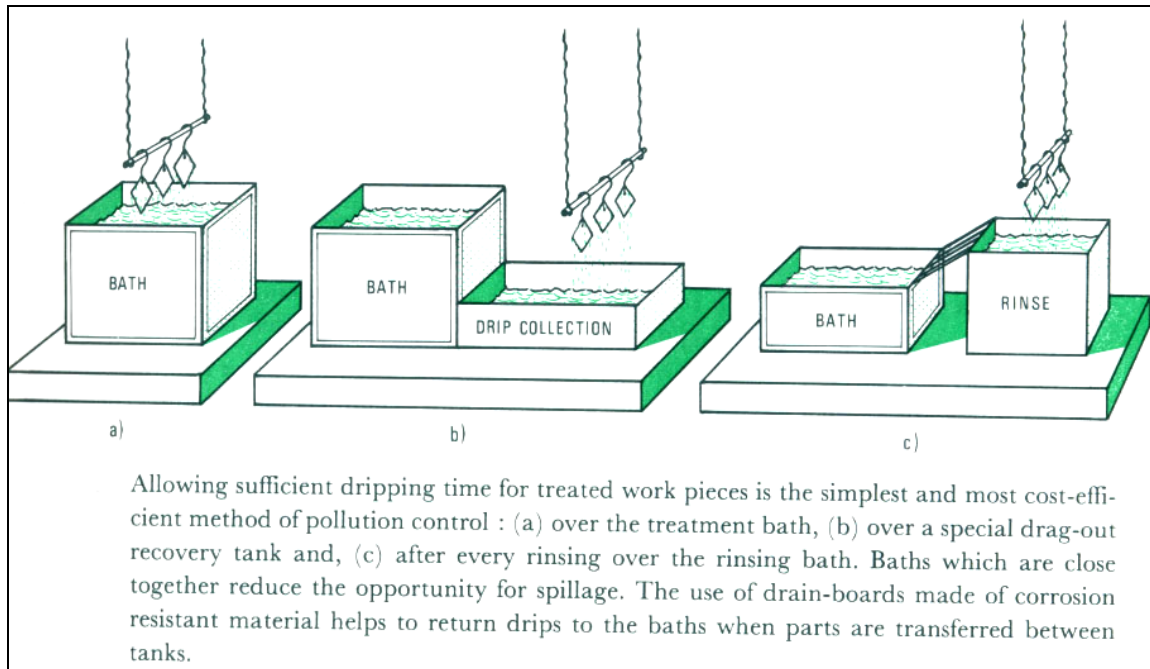 BATH
a)
BATH
DRIP COLLECTION
b)
BATH
RINSE
c)
Allowing sufficient dripping time for treated work pieces is the simplest and most cost-effi-
cient method of pollution control : (a) over the treatment bath, (b) over a special drag-out
recovery tank and, (c) after every rinsing over the rinsing bath. Baths which are close
together reduce the opportunity for spillage. The use of drain-boards made of corrosion
resistant material helps to return drips to the baths when parts are transferred between
tanks.